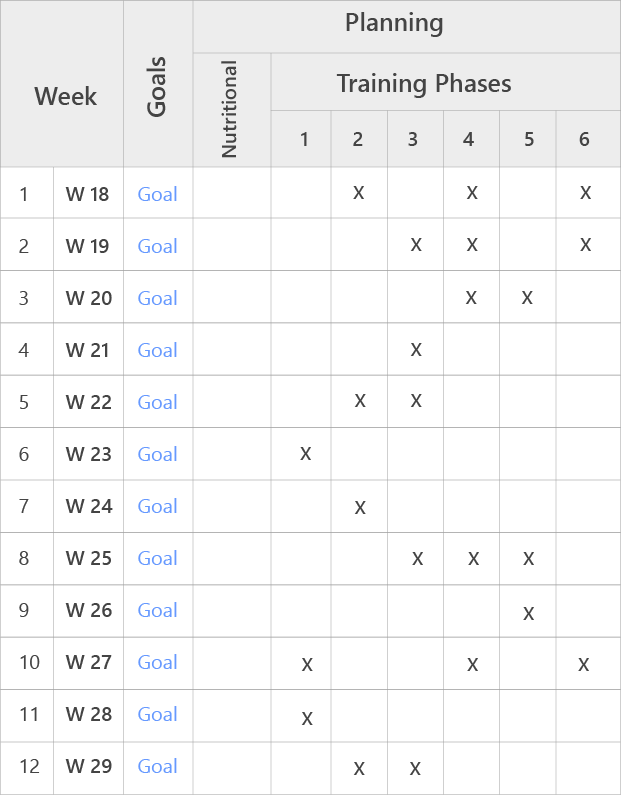 Planning
Week Goals Nutritional Training Phases
1 2 3 4 5 6
1 W 18 Goal X X X
2 W 19 Goal X X X
3 W 20 Goal X X
4 W 21 Goal X
5 W 22 Goal X X
6 W 23 Goal X
7 W 24 Goal X
8 W 25 Goal X X X
9 W 26 Goal X
10 W 27 Goal X X X
11 W 28 Goal X
12 W 29 Goal X X